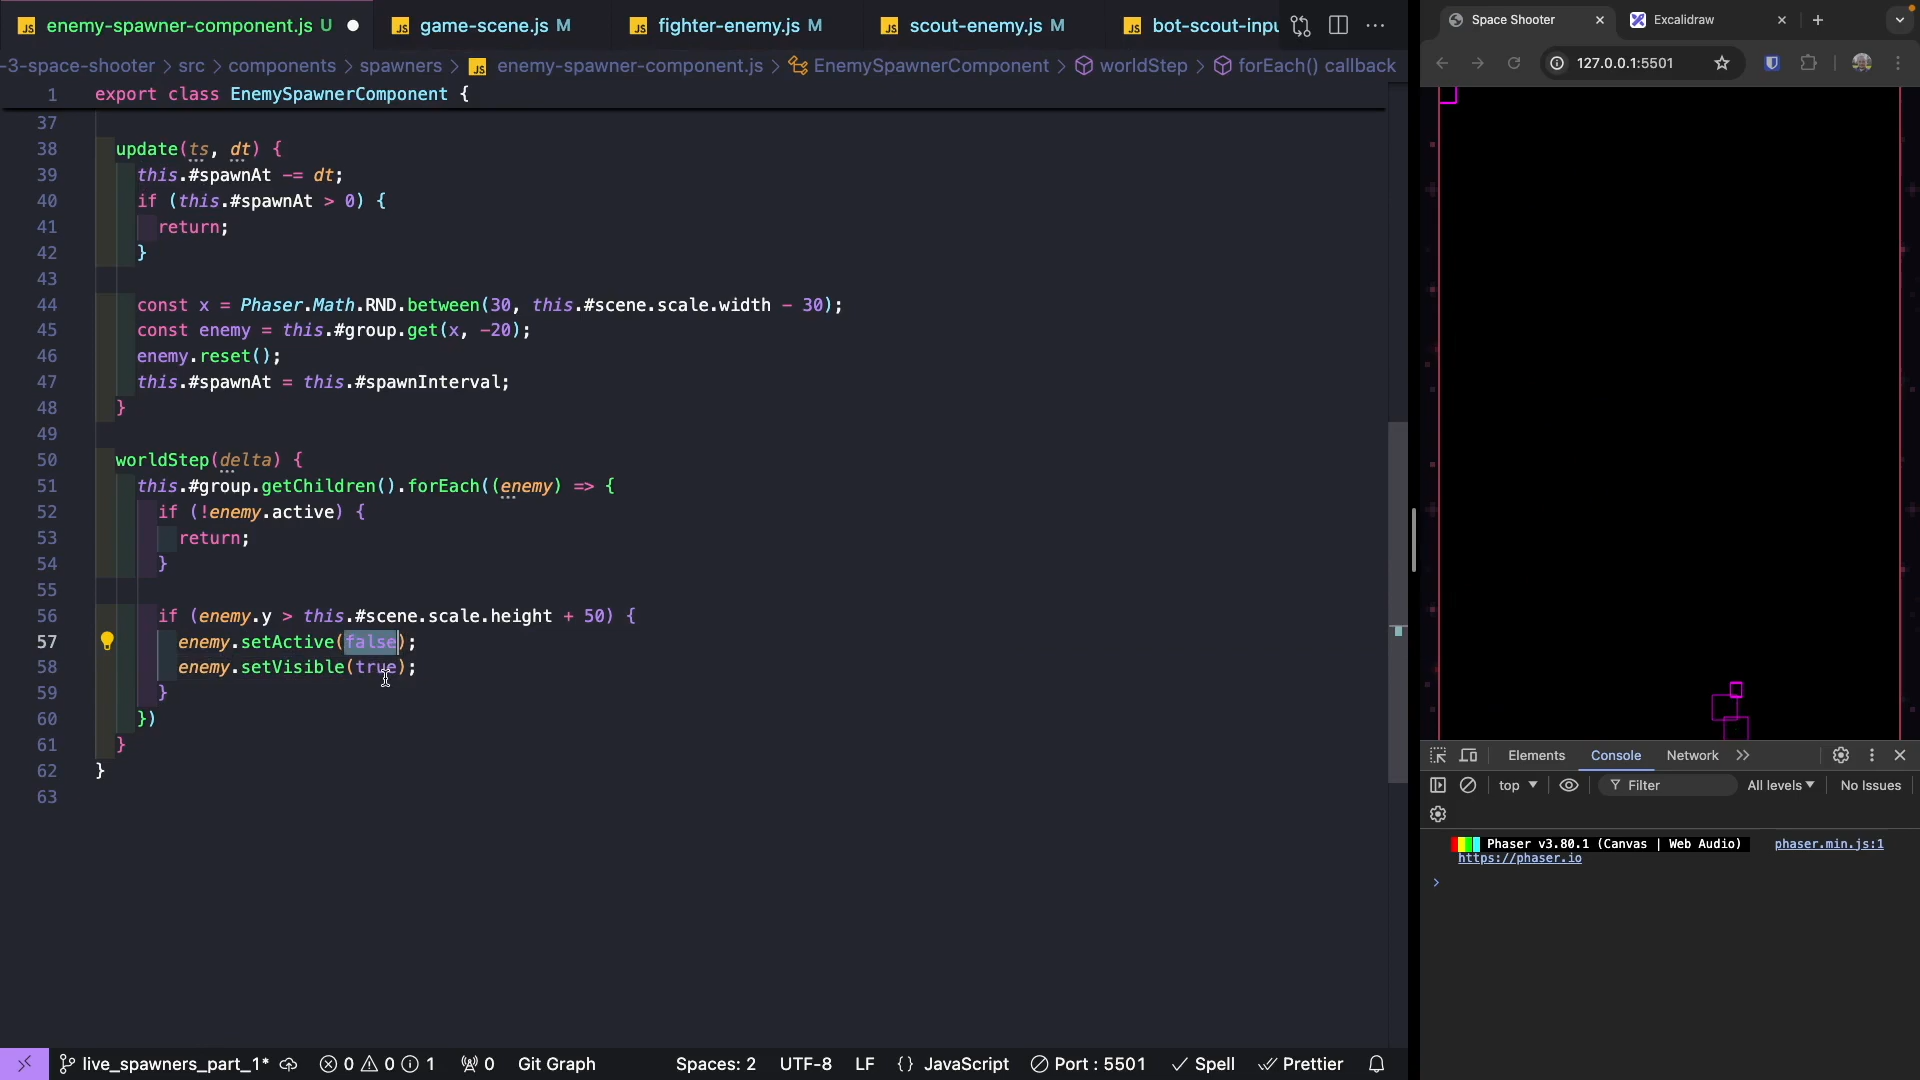 enemy-spawner-component.js U
game-scene.js M
fighter-enemy.js M
scout-enemy.js M
bot-scout-inpu
-3-space-shooter > src > components > spawners > enemy-spawner-component.js > EnemySpawnerComponent > worldStep > forEach() callback
1 export class EnemySpawnerComponent {
37
38 update(ts, dt) {
39 this.#spawnAt -= dt;
40 if (this.#spawnAt > 0) {
41 return;
42 }
43
44 const x = Phaser.Math.RND.between(30, this.#scene.scale.width - 30);
45 const enemy = this.#group.get(x, -20);
46 enemy.reset();
47 this.#spawnAt = this.#spawnInterval;
48 }
49
50 worldStep(delta) {
51 this.#group.getChildren().forEach((enemy) => {
52 if (!enemy.active) {
53 return;
54 }
55
56 if (enemy.y > this.#scene.scale.height + 50) {
57 enemy.setActive(false);
58 enemy.setVisible(true);
59 }
60 })
61 }
62 }
63
live_spawners_part_1* 0 0 1 0 Git Graph Spaces: 2 UTF-8 LF {} JavaScript Port : 5501 Spell Prettier
Space Shooter
Excalidraw
127.0.0.1:5501
Elements Console Network
top Filter All levels No Issues
Phaser v3.80.1 (Canvas | Web Audio) phaser.min.js:1
https://phaser.io